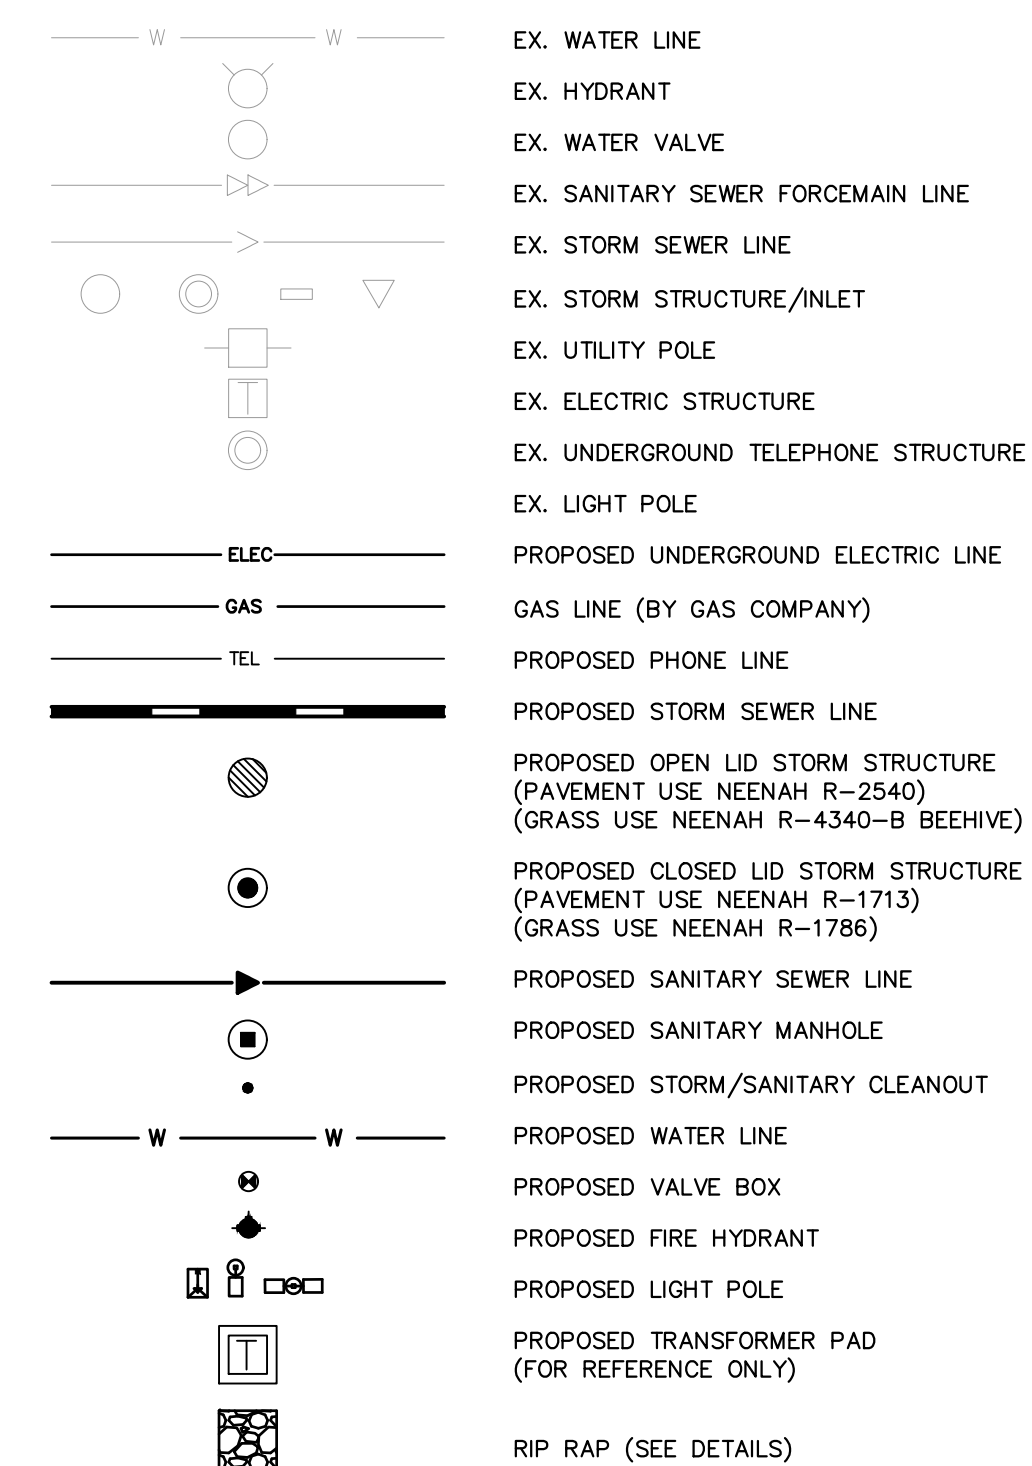 W W EX. WATER LINE
EX. HYDRANT
EX. WATER VALVE
EX. SANITARY SEWER FORCEMAIN LINE
EX. STORM SEWER LINE
EX. STORM STRUCTURE/INLET
EX. UTILITY POLE
T EX. ELECTRIC STRUCTURE
EX. UNDERGROUND TELEPHONE STRUCTURE
EX. LIGHT POLE
ELEC PROPOSED UNDERGROUND ELECTRIC LINE
GAS GAS LINE (BY GAS COMPANY)
TEL PROPOSED PHONE LINE
PROPOSED STORM SEWER LINE
PROPOSED OPEN LID STORM STRUCTURE
(PAVEMENT USE NEENAH R-2540)
(GRASS USE NEENAH R-4340-B BEEHIVE)
PROPOSED CLOSED LID STORM STRUCTURE
(PAVEMENT USE NEENAH R-1713)
(GRASS USE NEENAH R-1786)
PROPOSED SANITARY SEWER LINE
PROPOSED SANITARY MANHOLE
PROPOSED STORM/SANITARY CLEANOUT
W W PROPOSED WATER LINE
PROPOSED VALVE BOX
PROPOSED FIRE HYDRANT
PROPOSED LIGHT POLE
T PROPOSED TRANSFORMER PAD
(FOR REFERENCE ONLY)
RIP RAP (SEE DETAILS)